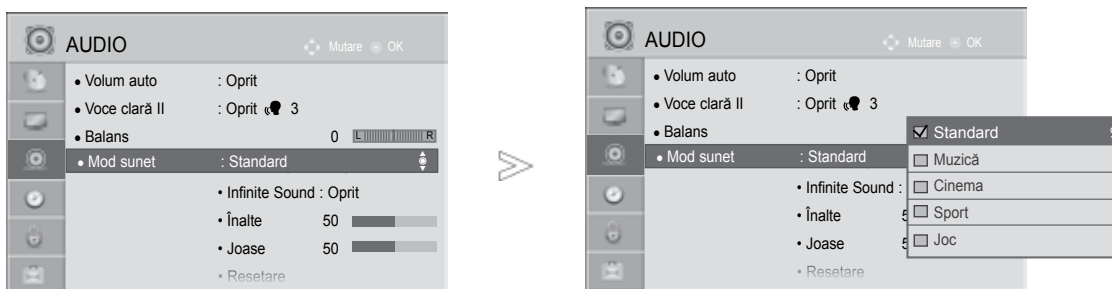 AUDIO Mutare OK
• Volum auto : Oprit
• Voce clară II : Oprit 3
• Balans 0 L R
• Mod sunet : Standard
• Infinite Sound : Oprit
• Înalte 50
• Joase 50
• Resetare
>
AUDIO Mutare OK
• Volum auto : Oprit
• Voce clară II : Oprit 3
• Balans
• Mod sunet : Standard
• Infinite Sound :
• Înalte 5
• Joase 5
• Resetare
Standard
Muzică
Cinema
Sport
Joc